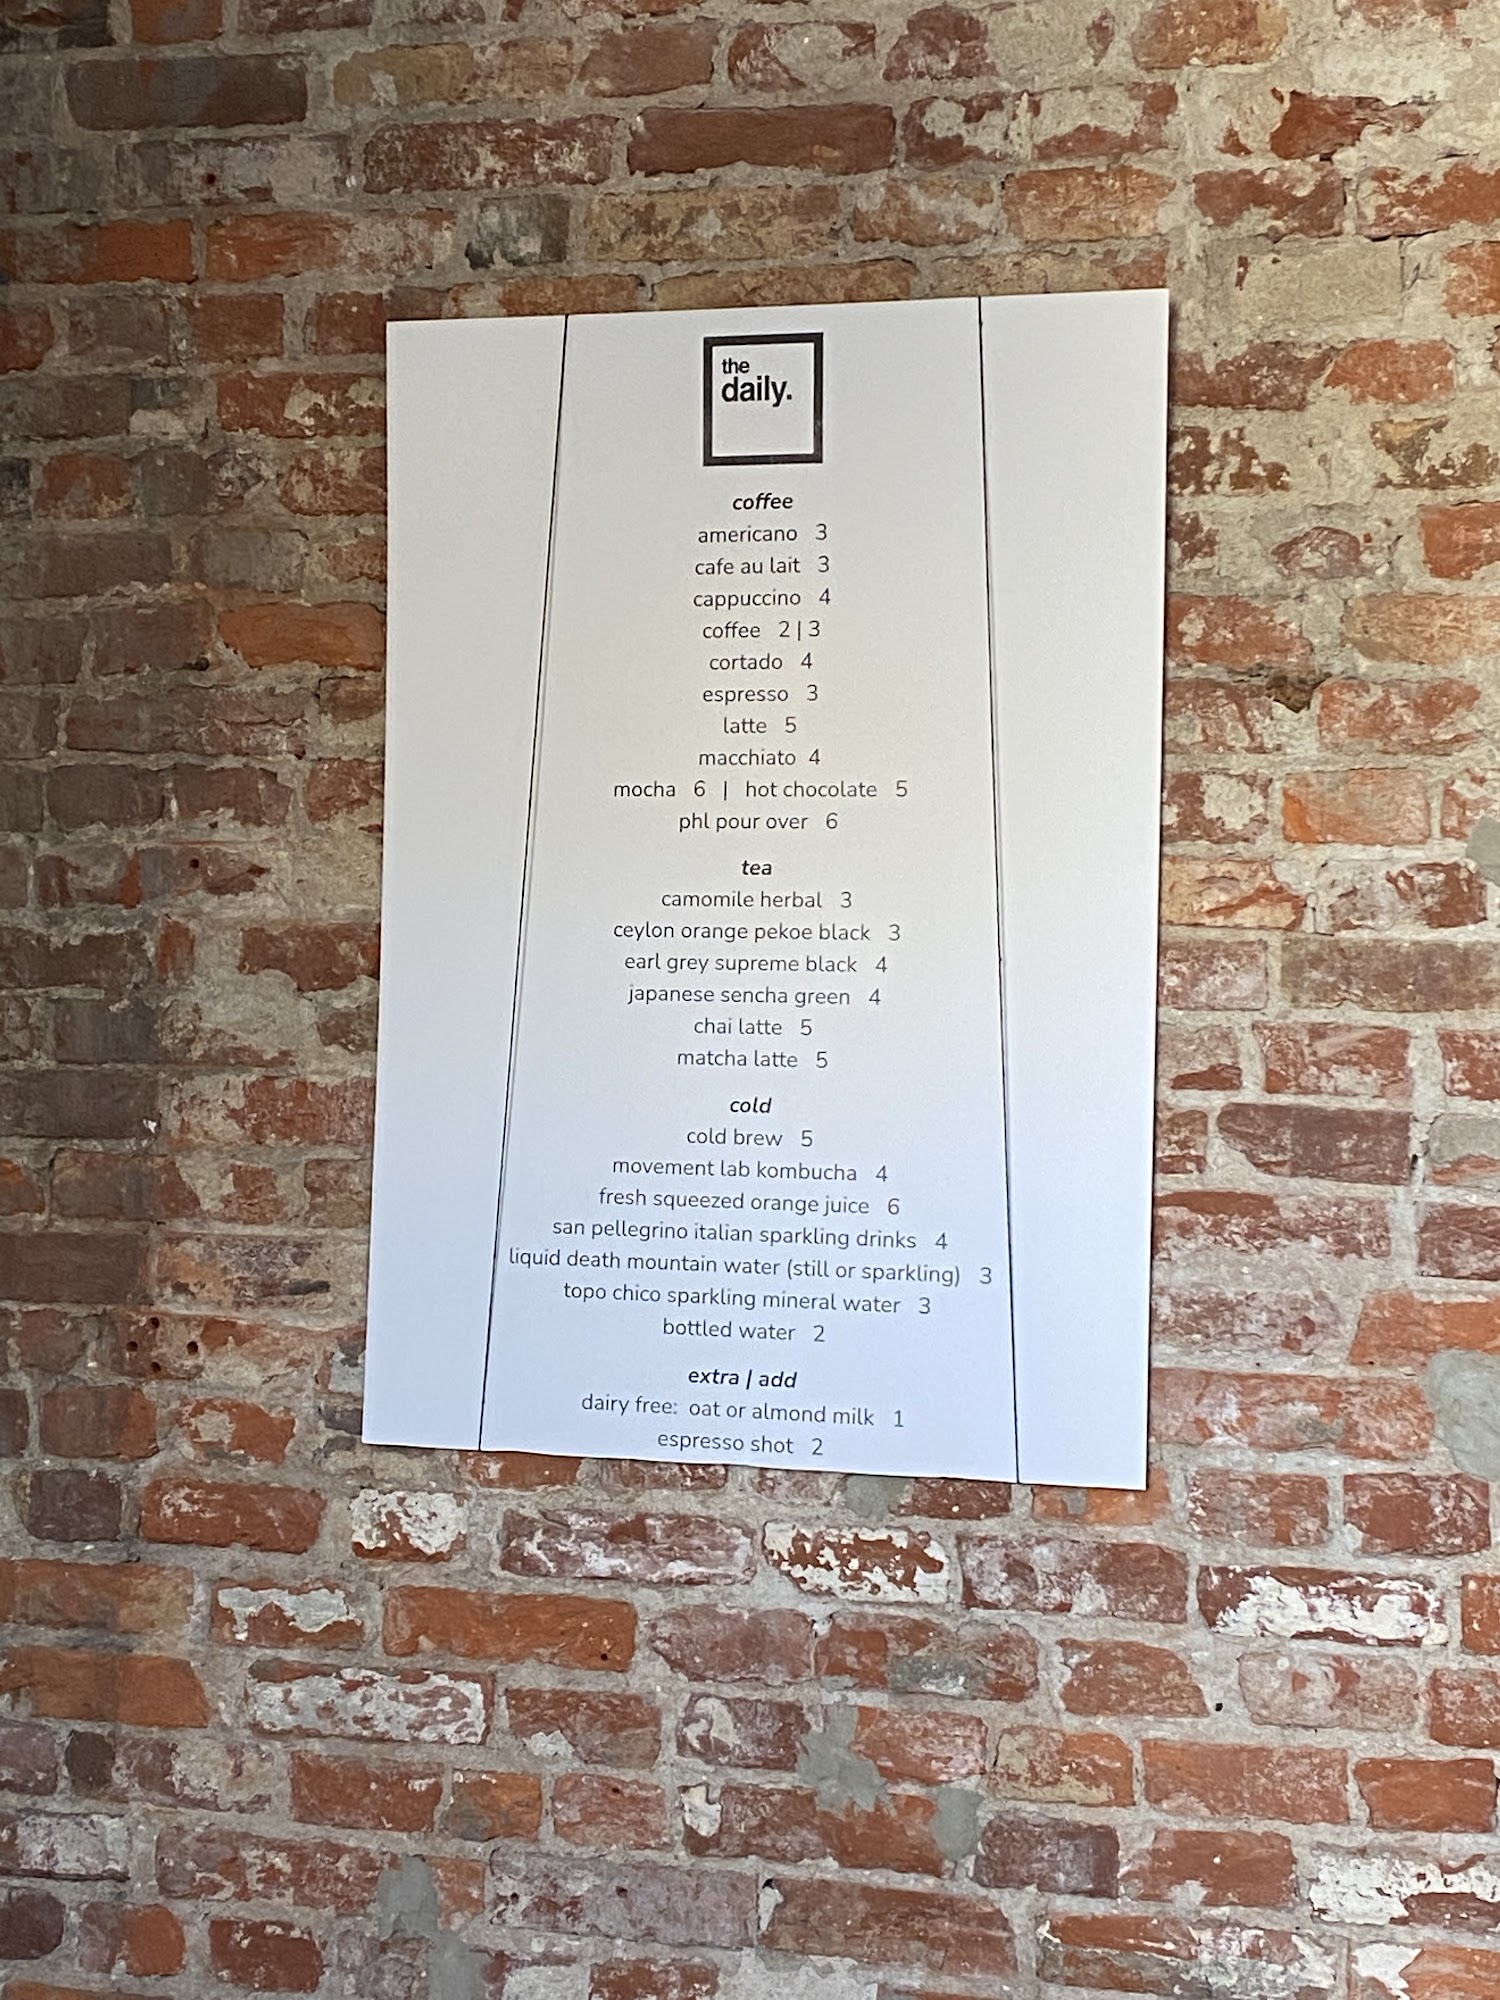 the
daily.
coffee
americano 3
cafe au lait 3
cappuccino 4
coffee 2 | 3
cortado 4
espresso 3
latte 5
macchiato 4
mocha 6 | hot chocolate 5
phl pour over 6
tea
camomile herbal 3
ceylon orange pekoe black 3
earl grey supreme black 4
japanese sencha green 4
chai latte 5
matcha latte 5
cold
cold brew 5
movement lab kombucha 4
fresh squeezed orange juice 6
san pellegrino italian sparkling drinks 4
liquid death mountain water (still or sparkling) 3
topo chico sparkling mineral water 3
bottled water 2
extra | add
dairy free: oat or almond milk 1
espresso shot 2